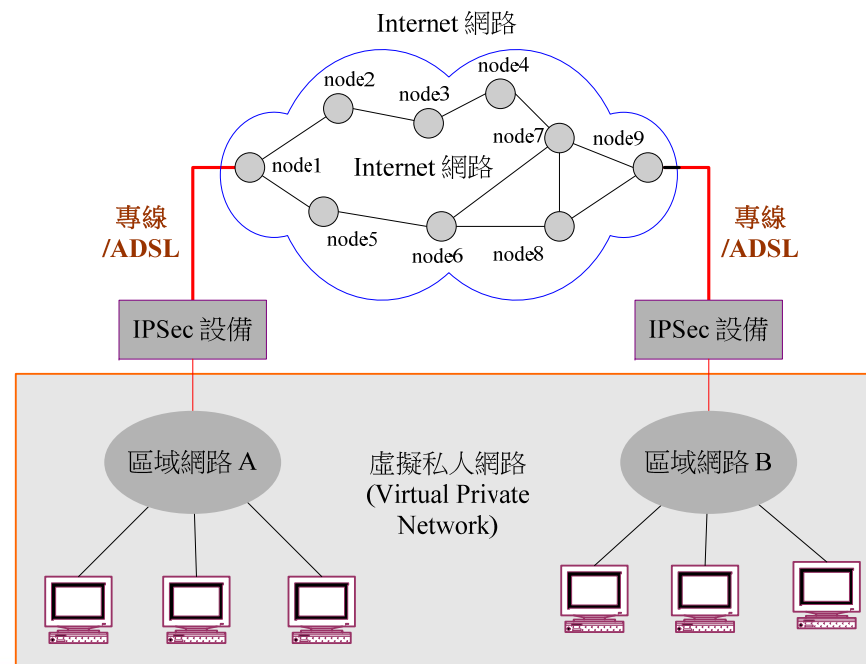 Internet 網路
node4
node2
node3
node7
node9
node1
Internet 網路
node5
node6
node8
專線
/ADSL
專線
/ADSL
IPSec 設備
IPSec 設備
區域網路 A
虛擬私人網路
(Virtual Private
Network)
區域網路 B